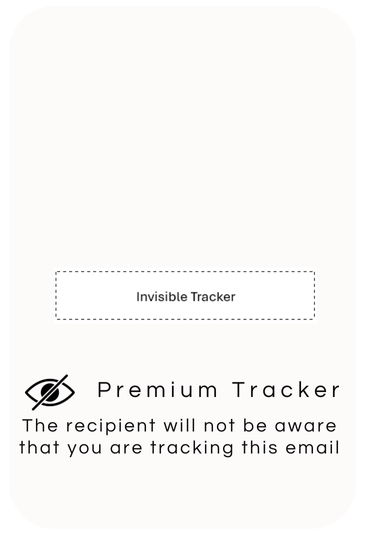 Invisible Tracker
Premium Tracker
The recipient will not be aware
that you are tracking this email